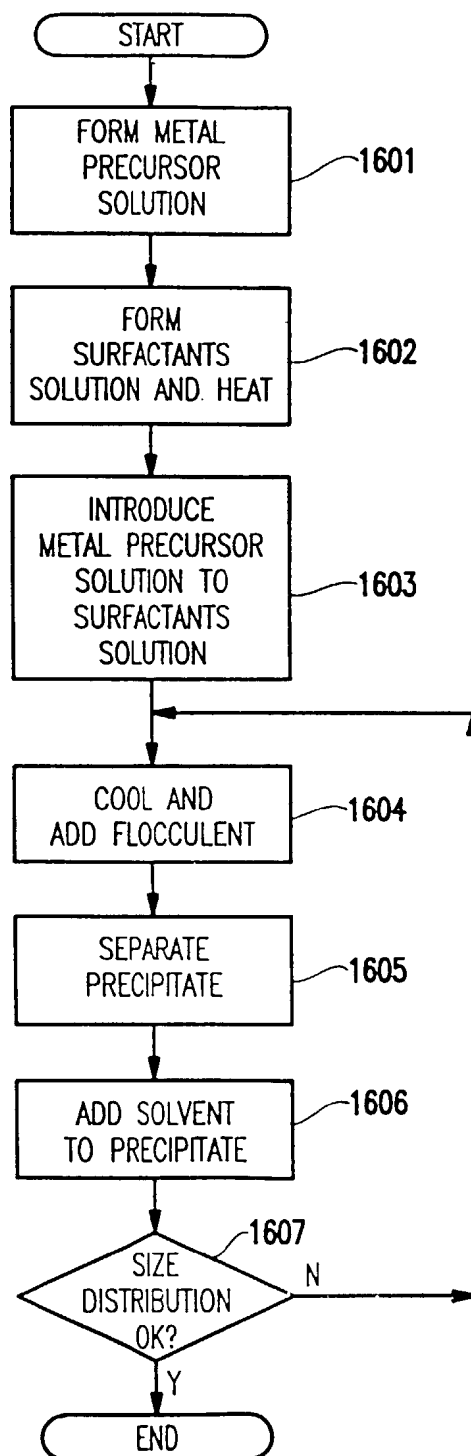 START
FORM METAL
PRECURSOR
SOLUTION
1601
FORM
SURFACTANTS
SOLUTION AND HEAT
1602
INTRODUCE
METAL PRECURSOR
SOLUTION TO
SURFACTANTS
SOLUTION
1603
COOL AND
ADD FLOCCULENT
1604
SEPARATE
PRECIPITATE
1605
ADD SOLVENT
TO PRECIPITATE
1606
1607
SIZE
DISTRIBUTION
OK?
N
Y
END